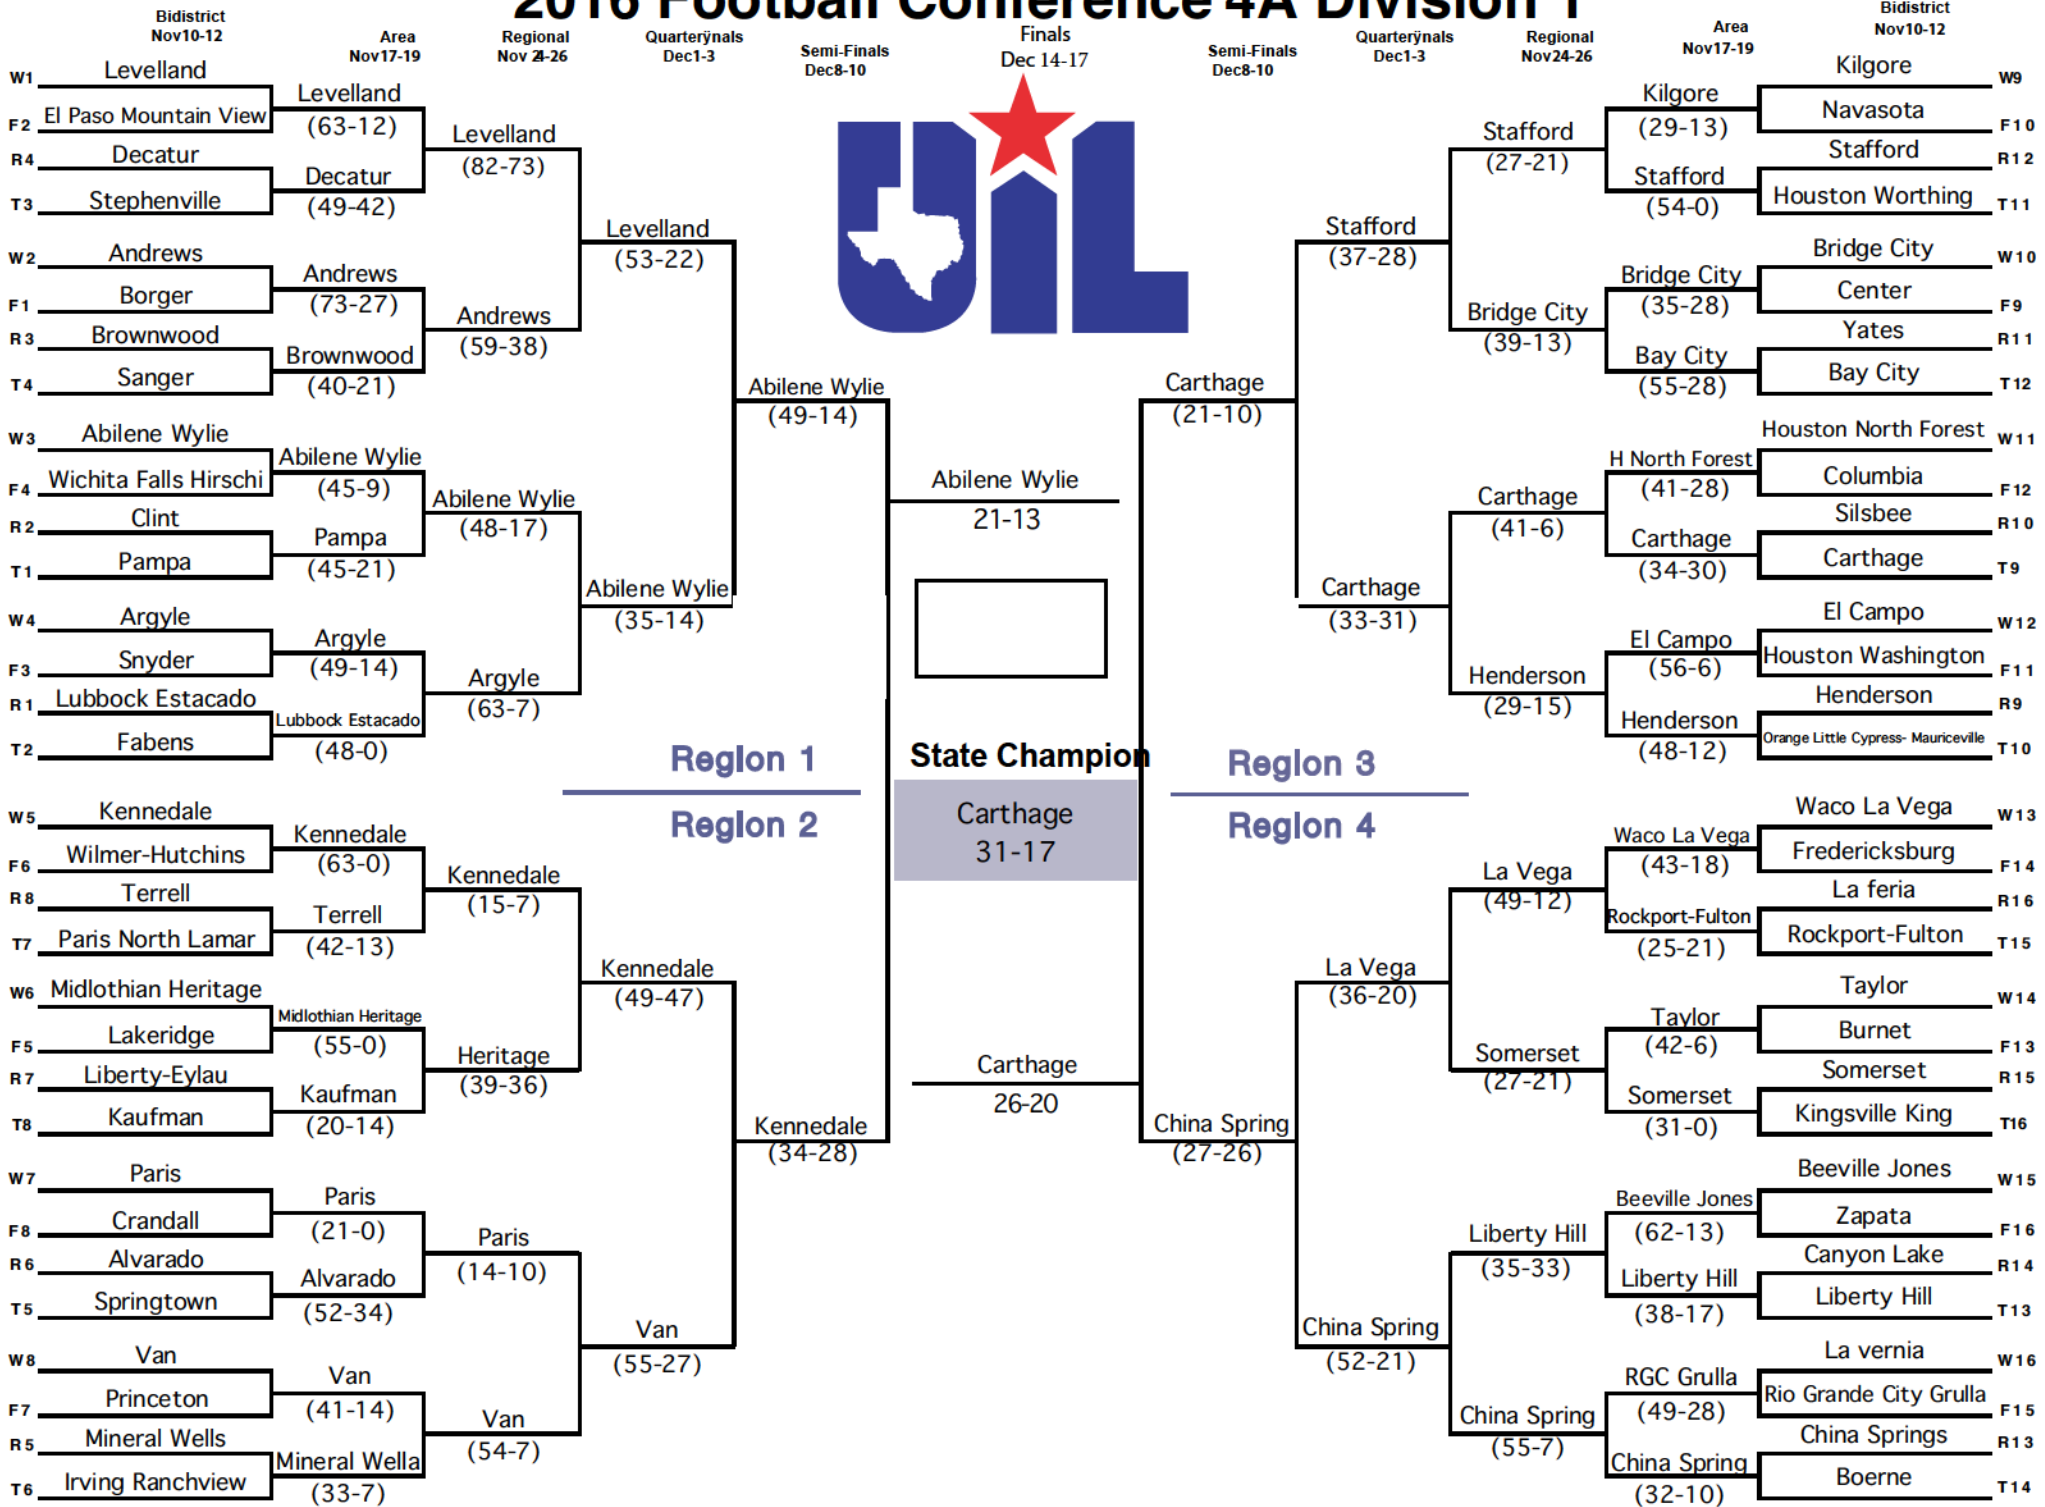 2016 Football Conference 4A Division 1
Bidistrict
Nov10-12
Area
Nov17-19
Regional
Nov 24-26
Quarterÿnals
Dec1-3
Semi-Finals
Dec8-10
Finals
Dec 14-17
Semi-Finals
Dec8-10
Quarterÿnals
Dec1-3
Regional
Nov24-26
Area
Nov17-19
Bidistrict
Nov10-12
UIL
W1 Levelland
F2 El Paso Mountain View
R4 Decatur
T3 Stephenville
W2 Andrews
F1 Borger
R3 Brownwood
T4 Sanger
W3 Abilene Wylie
F4 Wichita Falls Hirschi
R2 Clint
T1 Pampa
W4 Argyle
F3 Snyder
R1 Lubbock Estacado
T2 Fabens
W5 Kennedale
F6 Wilmer-Hutchins
R8 Terrell
T7 Paris North Lamar
W6 Midlothian Heritage
F5 Lakeridge
R7 Liberty-Eylau
T8 Kaufman
W7 Paris
F8 Crandall
R6 Alvarado
T5 Springtown
W8 Van
F7 Princeton
R5 Mineral Wells
T6 Irving Ranchview
Levelland
(63-12)
Decatur
(49-42)
Andrews
(73-27)
Brownwood
(40-21)
Abilene Wylie
(45-9)
Pampa
(45-21)
Argyle
(49-14)
Lubbock Estacado
(48-0)
Kennedale
(63-0)
Terrell
(42-13)
Midlothian Heritage
(55-0)
Kaufman
(20-14)
Paris
(21-0)
Alvarado
(52-34)
Van
(41-14)
Mineral Wella
(33-7)
Levelland
(82-73)
Andrews
(59-38)
Abilene Wylie
(48-17)
Argyle
(63-7)
Kennedale
(15-7)
Heritage
(39-36)
Paris
(14-10)
Van
(54-7)
Levelland
(53-22)
Abilene Wylie
(35-14)
Kennedale
(49-47)
Van
(55-27)
Abilene Wylie
(49-14)
Kennedale
(34-28)
Region 1
Region 2
Abilene Wylie
21-13
State Champion
Carthage
31-17
Carthage
26-20
Region 3
Region 4
Carthage
(21-10)
China Spring
(27-26)
Stafford
(37-28)
Carthage
(33-31)
La Vega
(36-20)
China Spring
(52-21)
Stafford
(27-21)
Bridge City
(39-13)
Carthage
(41-6)
Henderson
(29-15)
La Vega
(49-12)
Somerset
(27-21)
Liberty Hill
(35-33)
China Spring
(55-7)
Kilgore
(29-13)
Stafford
(54-0)
Bridge City
(35-28)
Bay City
(55-28)
H North Forest
(41-28)
Carthage
(34-30)
El Campo
(56-6)
Henderson
(48-12)
Waco La Vega
(43-18)
Rockport-Fulton
(25-21)
Taylor
(42-6)
Somerset
(31-0)
Beeville Jones
(62-13)
Liberty Hill
(38-17)
RGC Grulla
(49-28)
China Spring
(32-10)
Kilgore W9
Navasota F10
Stafford R12
Houston Worthing T11
Bridge City W10
Center F9
Yates R11
Bay City T12
Houston North Forest W11
Columbia F12
Silsbee R10
Carthage T9
El Campo W12
Houston Washington F11
Henderson R9
Orange Little Cypress- Mauriceville T10
Waco La Vega W13
Fredericksburg F14
La feria R16
Rockport-Fulton T15
Taylor W14
Burnet F13
Somerset R15
Kingsville King T16
Beeville Jones W15
Zapata F16
Canyon Lake R14
Liberty Hill T13
La vernia W16
Rio Grande City Grulla F15
China Springs R13
Boerne T14